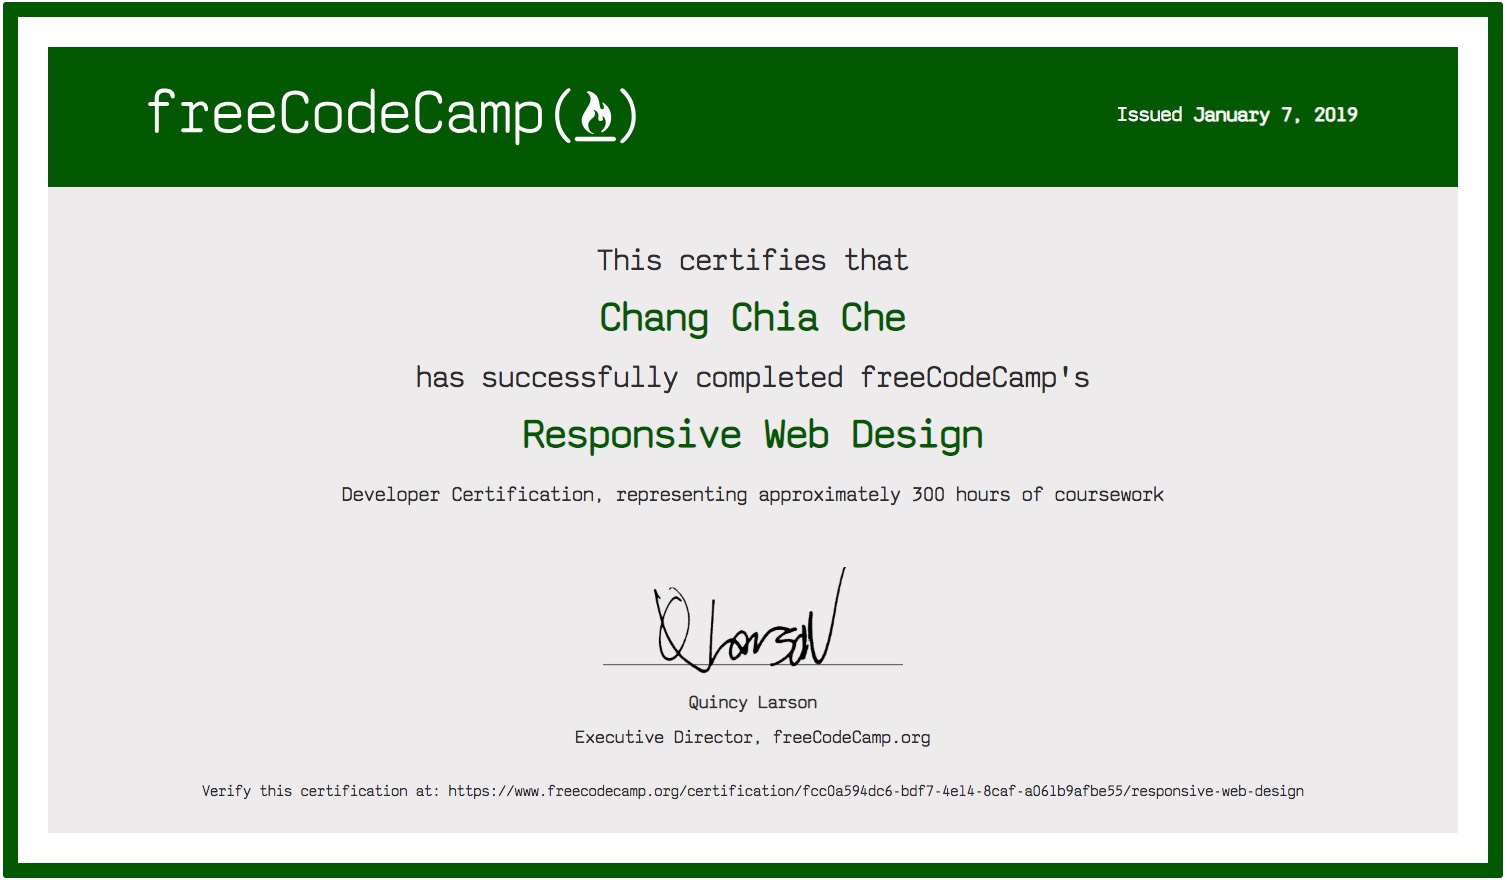 freeCodeCamp(🔥)
Issued January 7, 2019
This certifies that
Chang Chia Che
has successfully completed freeCodeCamp's
Responsive Web Design
Developer Certification, representing approximately 300 hours of coursework
Q Larson
Quincy Larson
Executive Director, freeCodeCamp.org
Verify this certification at: https://www.freecodecamp.org/certification/fcc0a594dc6-bdf7-4e14-8caf-a061b9afbe55/responsive-web-design